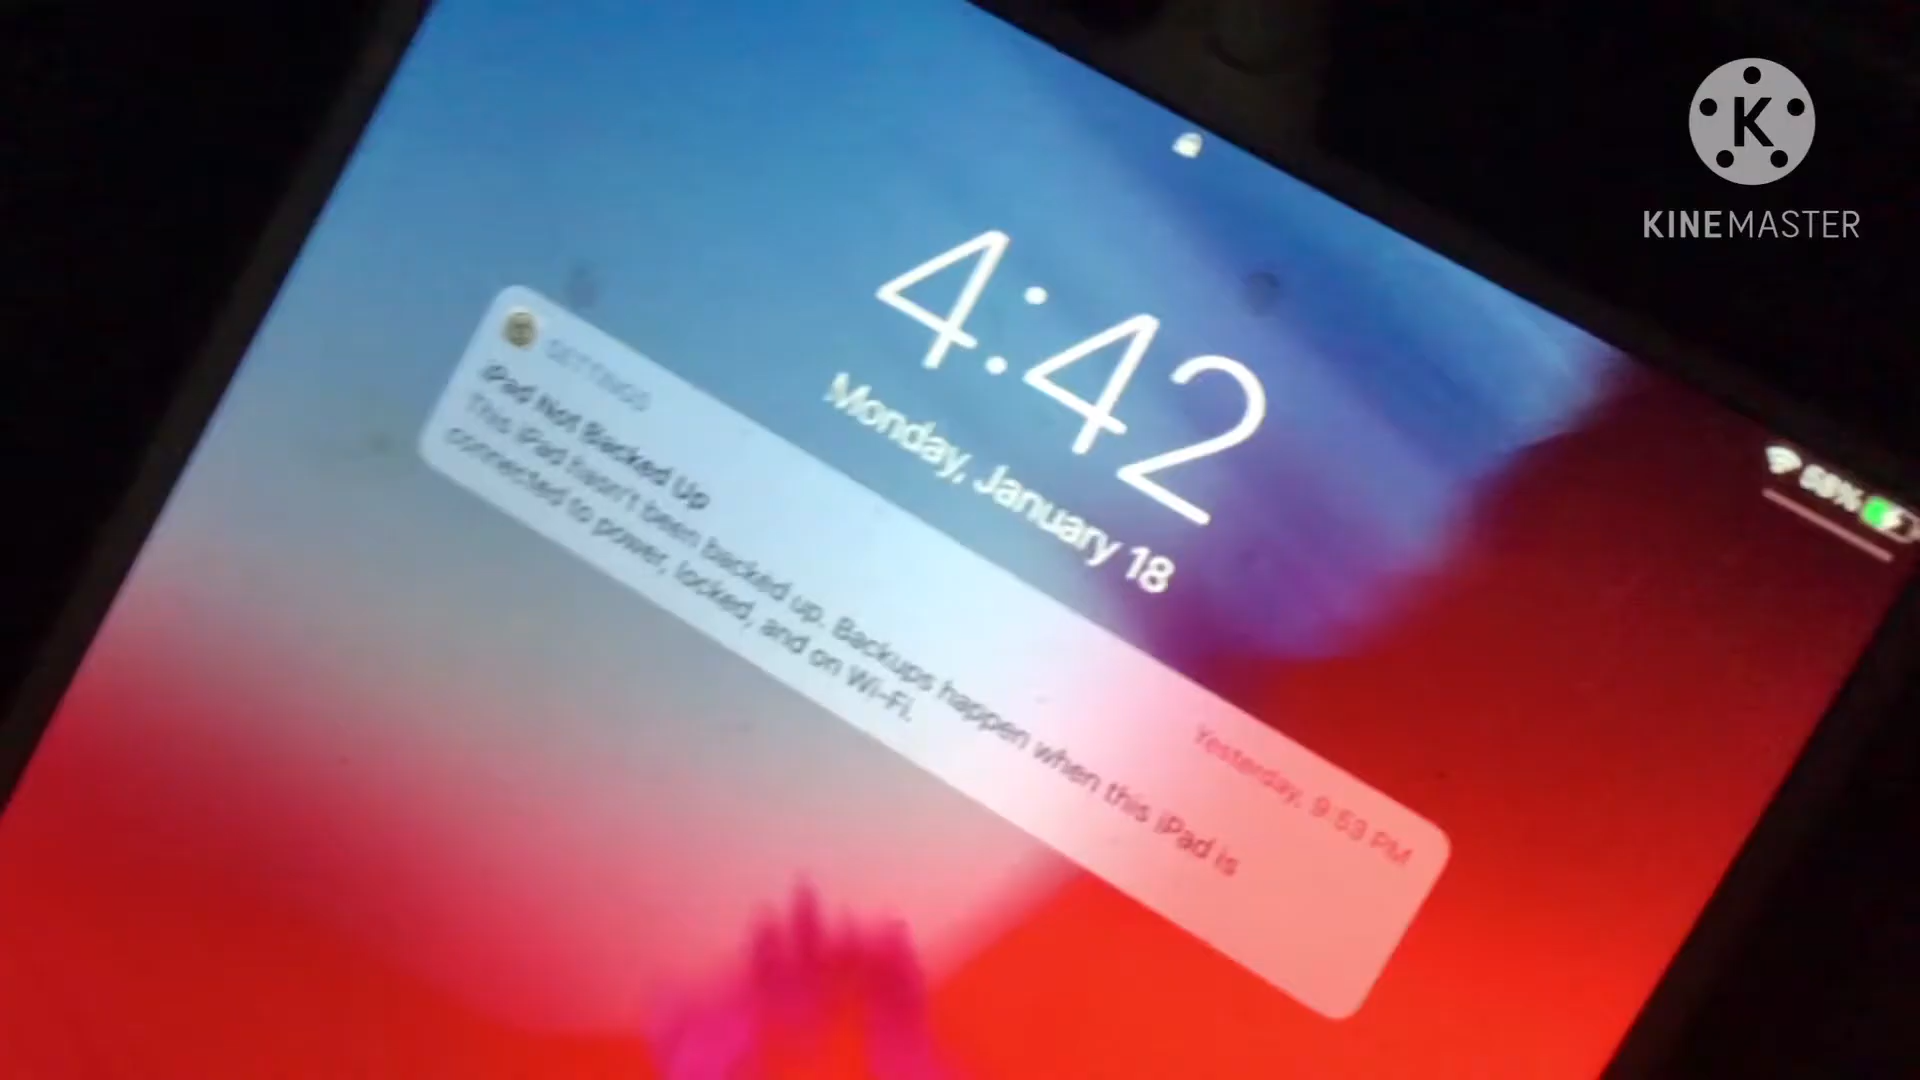 K
KINEMASTER
4:42
Monday, January 18
SETTINGS
Yesterday, 9:53 PM
iPad Not Backed Up
This iPad hasn't been backed up. Backups happen when this iPad is
connected to power, locked, and on Wi-Fi.